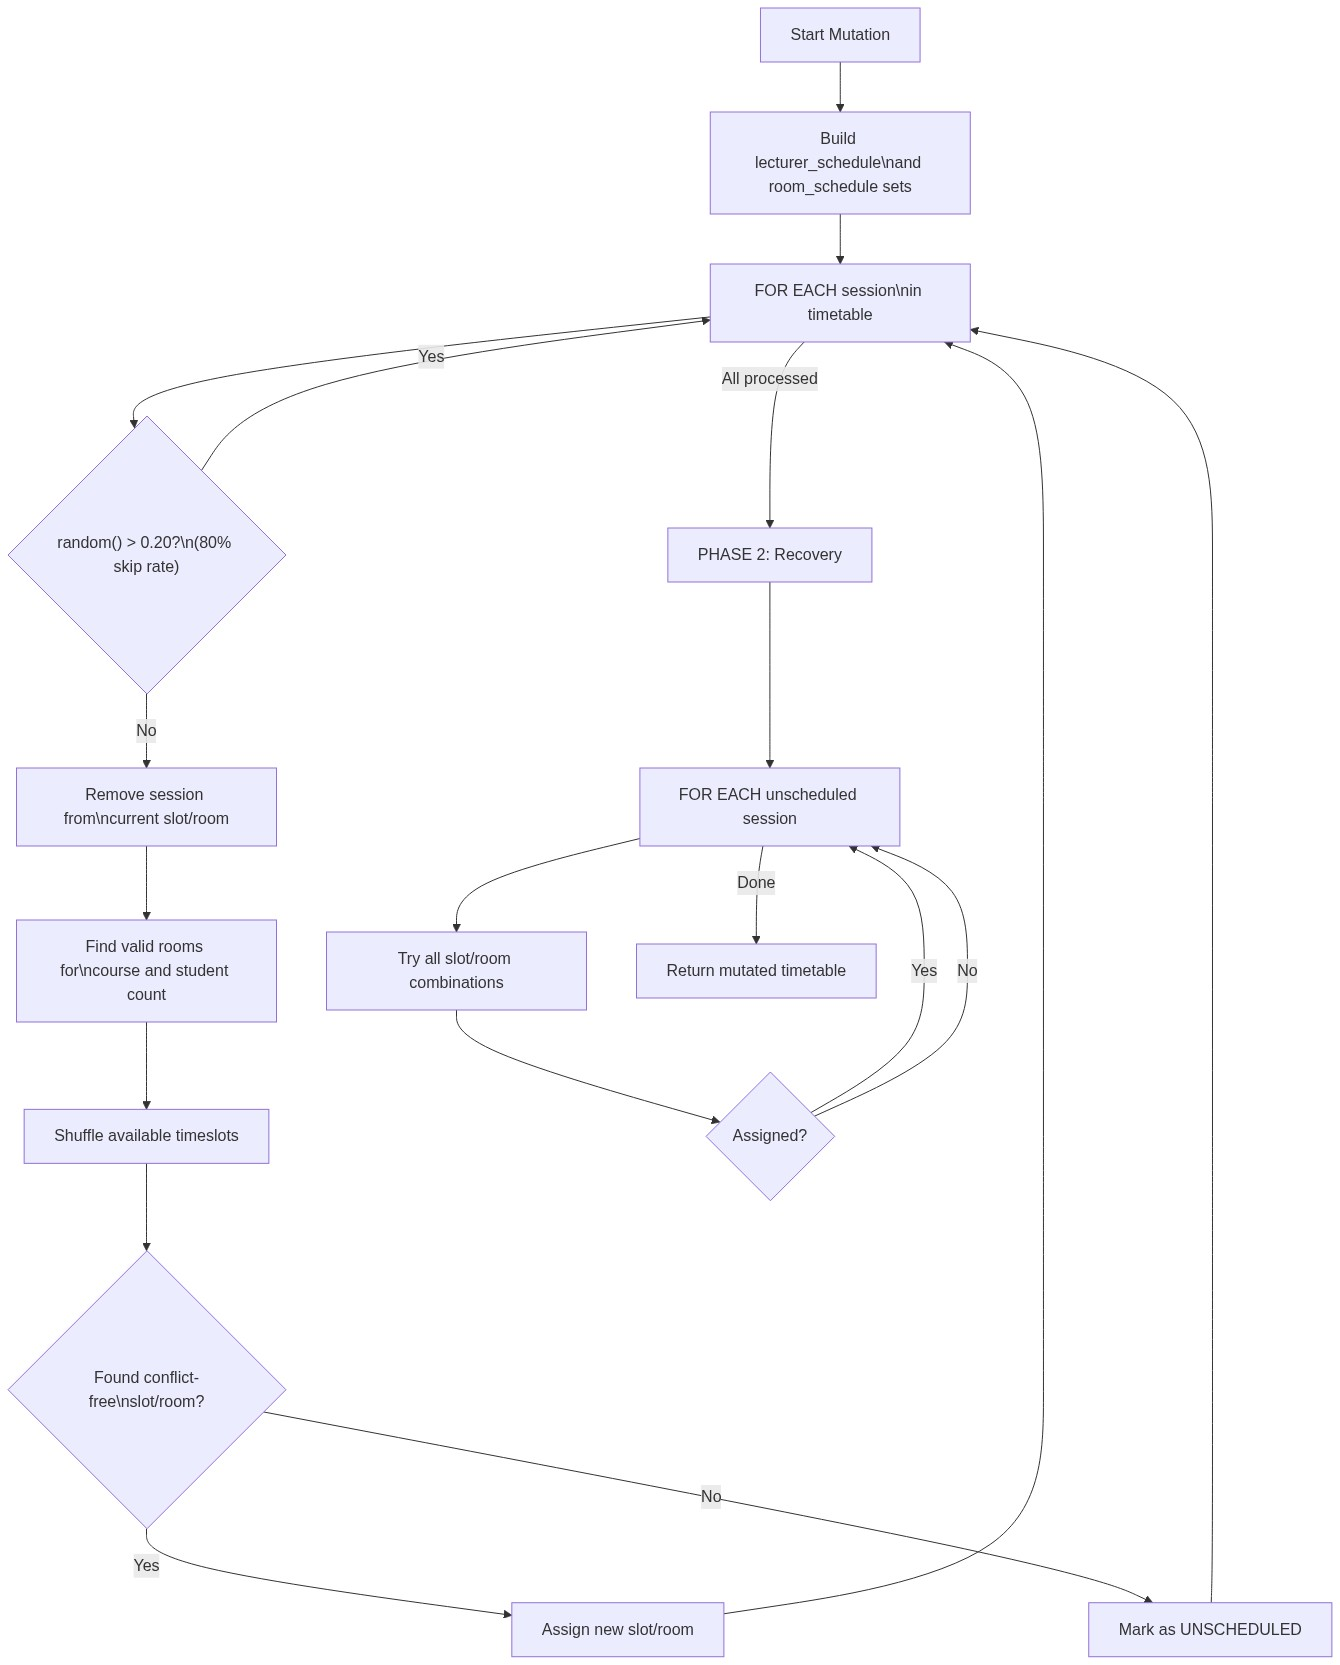 Start Mutation
Build
lecturer_schedule\nand
room_schedule sets
FOR EACH session\nin
timetable
Yes
All processed
random() > 0.20?\n(80%
skip rate)
PHASE 2: Recovery
No
Remove session
from\ncurrent slot/room
FOR EACH unscheduled
session
Done
Find valid rooms
for\ncourse and student
count
Try all slot/room
combinations
Return mutated timetable
Yes
No
Shuffle available timeslots
Assigned?
Found conflict-
free\nslot/room?
No
Yes
Assign new slot/room
Mark as UNSCHEDULED